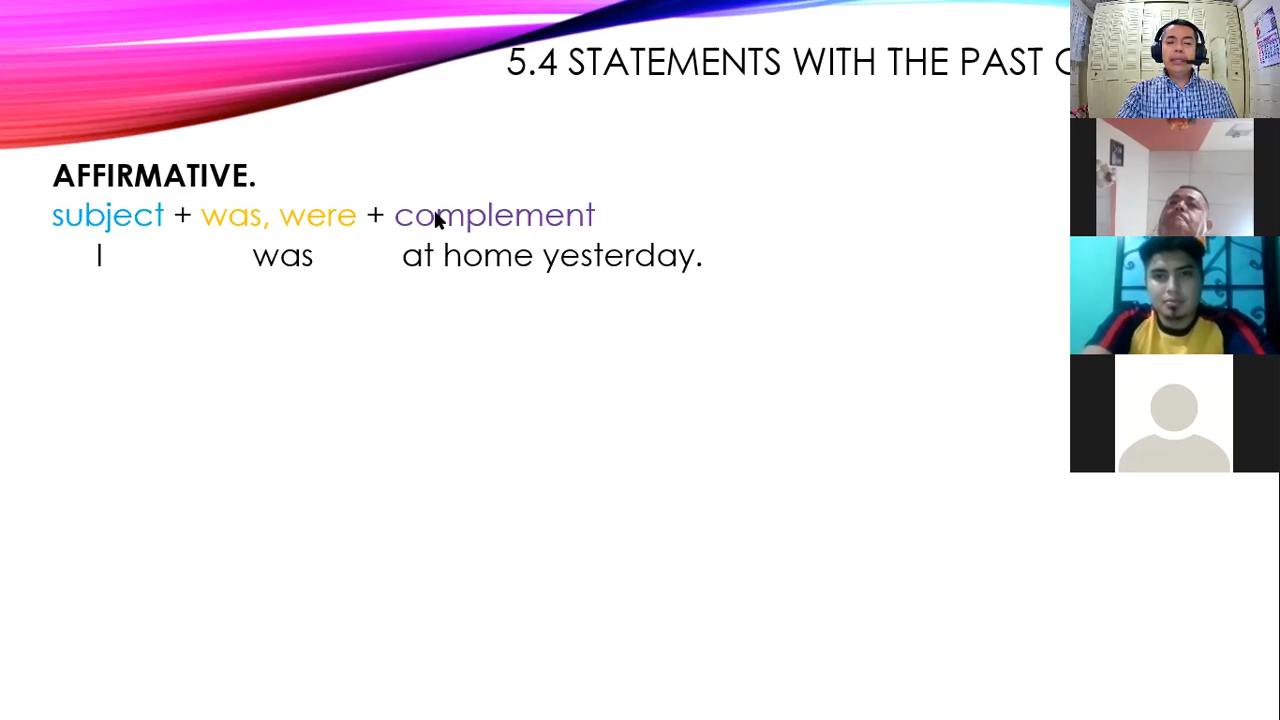 5.4 STATEMENTS WITH THE PAST
AFFIRMATIVE.
subject + was, were + complement
I was at home yesterday.